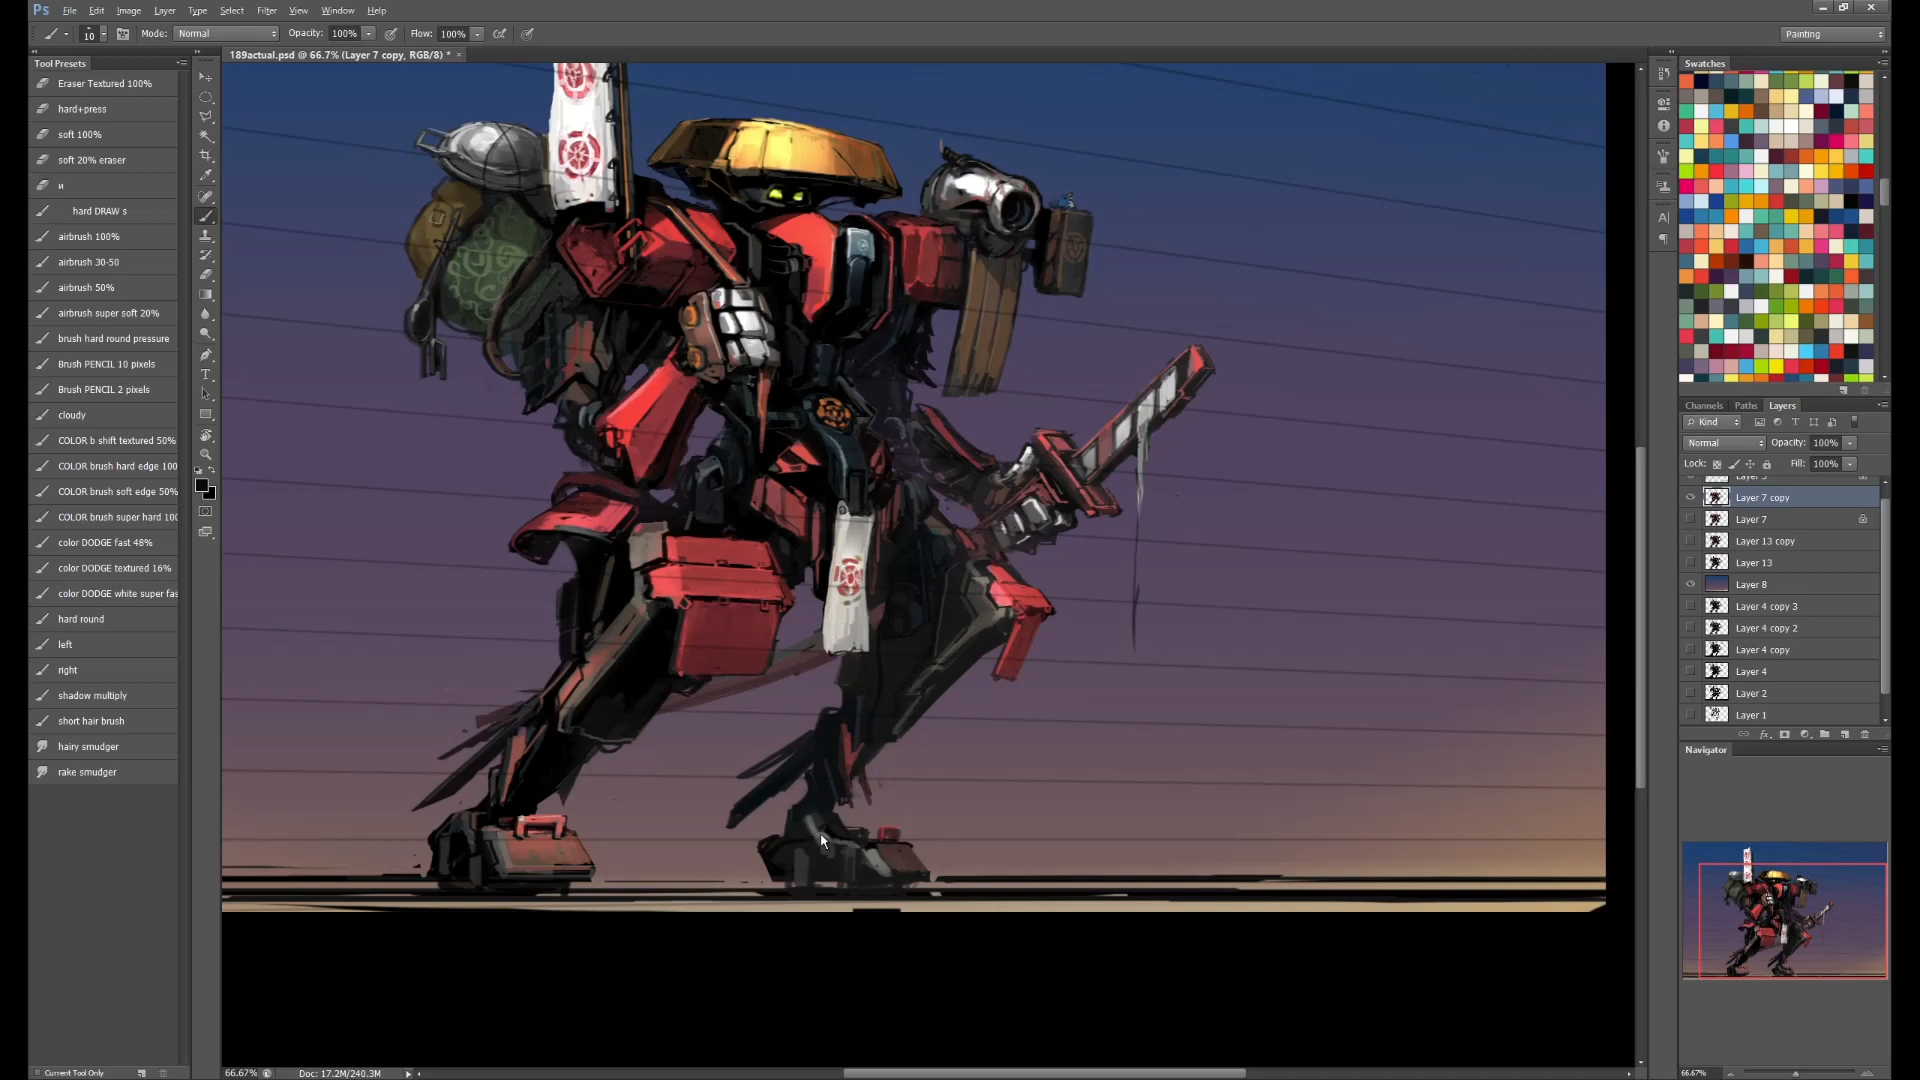 Ps File Edit Image Layer Type Select Filter View Window Help
10 Mode: Normal Opacity: 100% Flow: 100% Painting
189actual.psd @ 66.7% (Layer 7 copy, RGB/8) * ×
Tool Presets
Eraser Textured 100%
hard+press
soft 100%
soft 20% eraser
и
hard DRAW s
airbrush 100%
airbrush 30-50
airbrush 50%
airbrush super soft 20%
brush hard round pressure
Brush PENCIL 10 pixels
Brush PENCIL 2 pixels
cloudy
COLOR b shift textured 50%
COLOR brush hard edge 100
COLOR brush soft edge 50%
COLOR brush super hard 100
color DODGE fast 48%
color DODGE textured 16%
color DODGE white super fas
hard round
left
right
shadow multiply
short hair brush
hairy smudger
rake smudger
Current Tool Only
66.67% Doc: 17.2M/240.3M
Swatches
Channels Paths Layers
Kind
Normal Opacity: 100%
Lock: Fill: 100%
Layer 7 copy
Layer 7
Layer 13 copy
Layer 13
Layer 8
Layer 4 copy 3
Layer 4 copy 2
Layer 4 copy
Layer 4
Layer 2
Layer 1
Navigator
66.67%